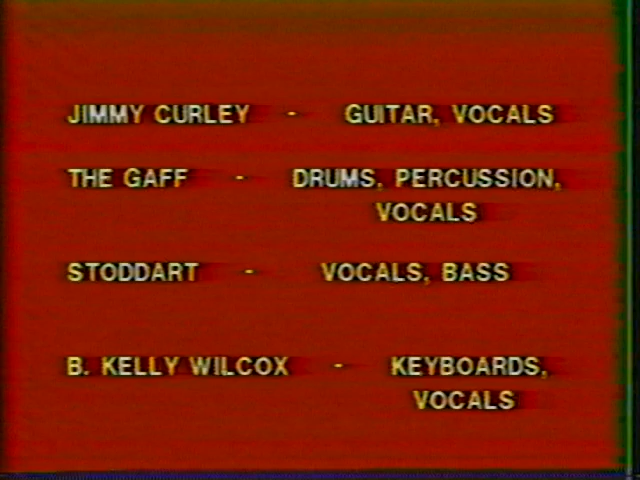 JIMMY CURLEY - GUITAR, VOCALS
THE GAFF - DRUMS, PERCUSSION,
VOCALS
STODDART - VOCALS, BASS
B. KELLY WILCOX - KEYBOARDS,
VOCALS